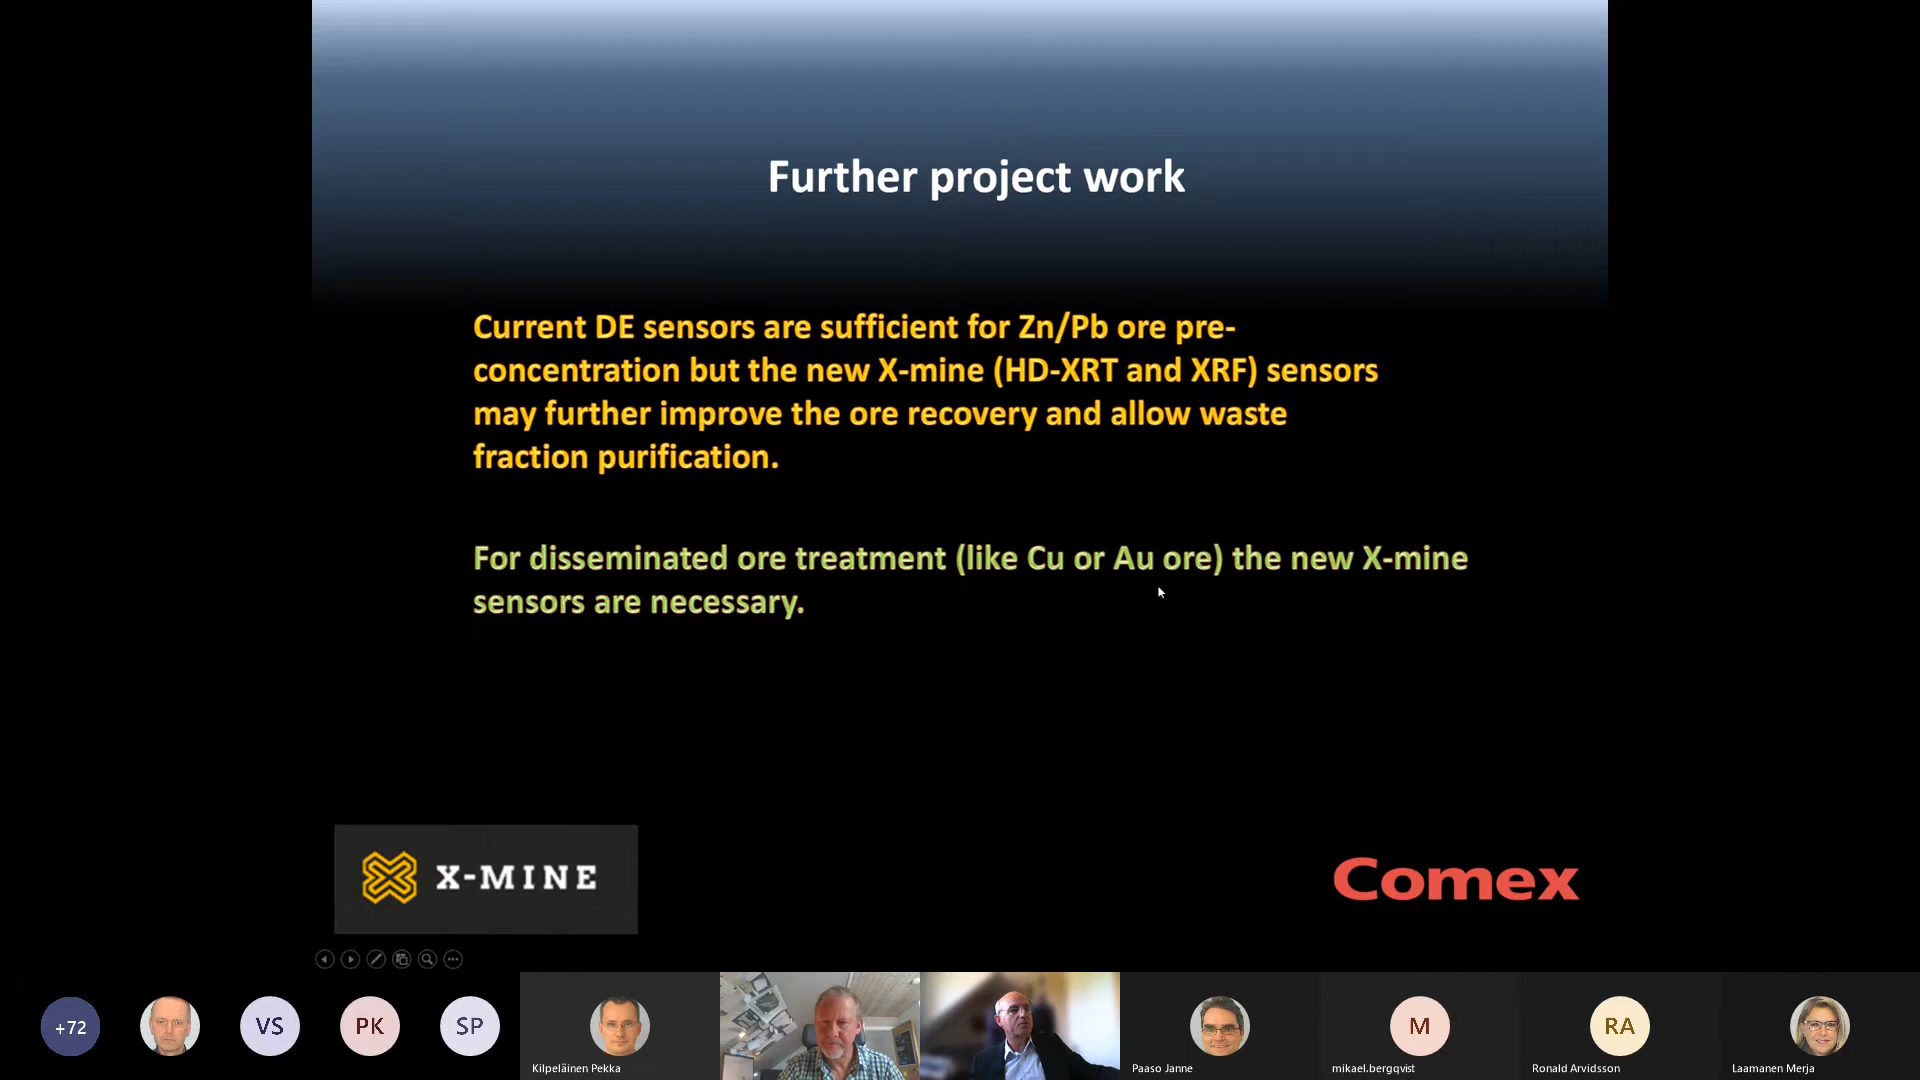 Further project work
Current DE sensors are sufficient for Zn/Pb ore pre-
concentration but the new X-mine (HD-XRT and XRF) sensors
may further improve the ore recovery and allow waste
fraction purification.
For disseminated ore treatment (like Cu or Au ore) the new X-mine
sensors are necessary.
X-MINE
Comex
+72
VS
PK
SP
M
RA
Kilpeläinen Pekka
Paaso Janne
mikael.bergqvist
Ronald Arvidsson
Laamanen Merja